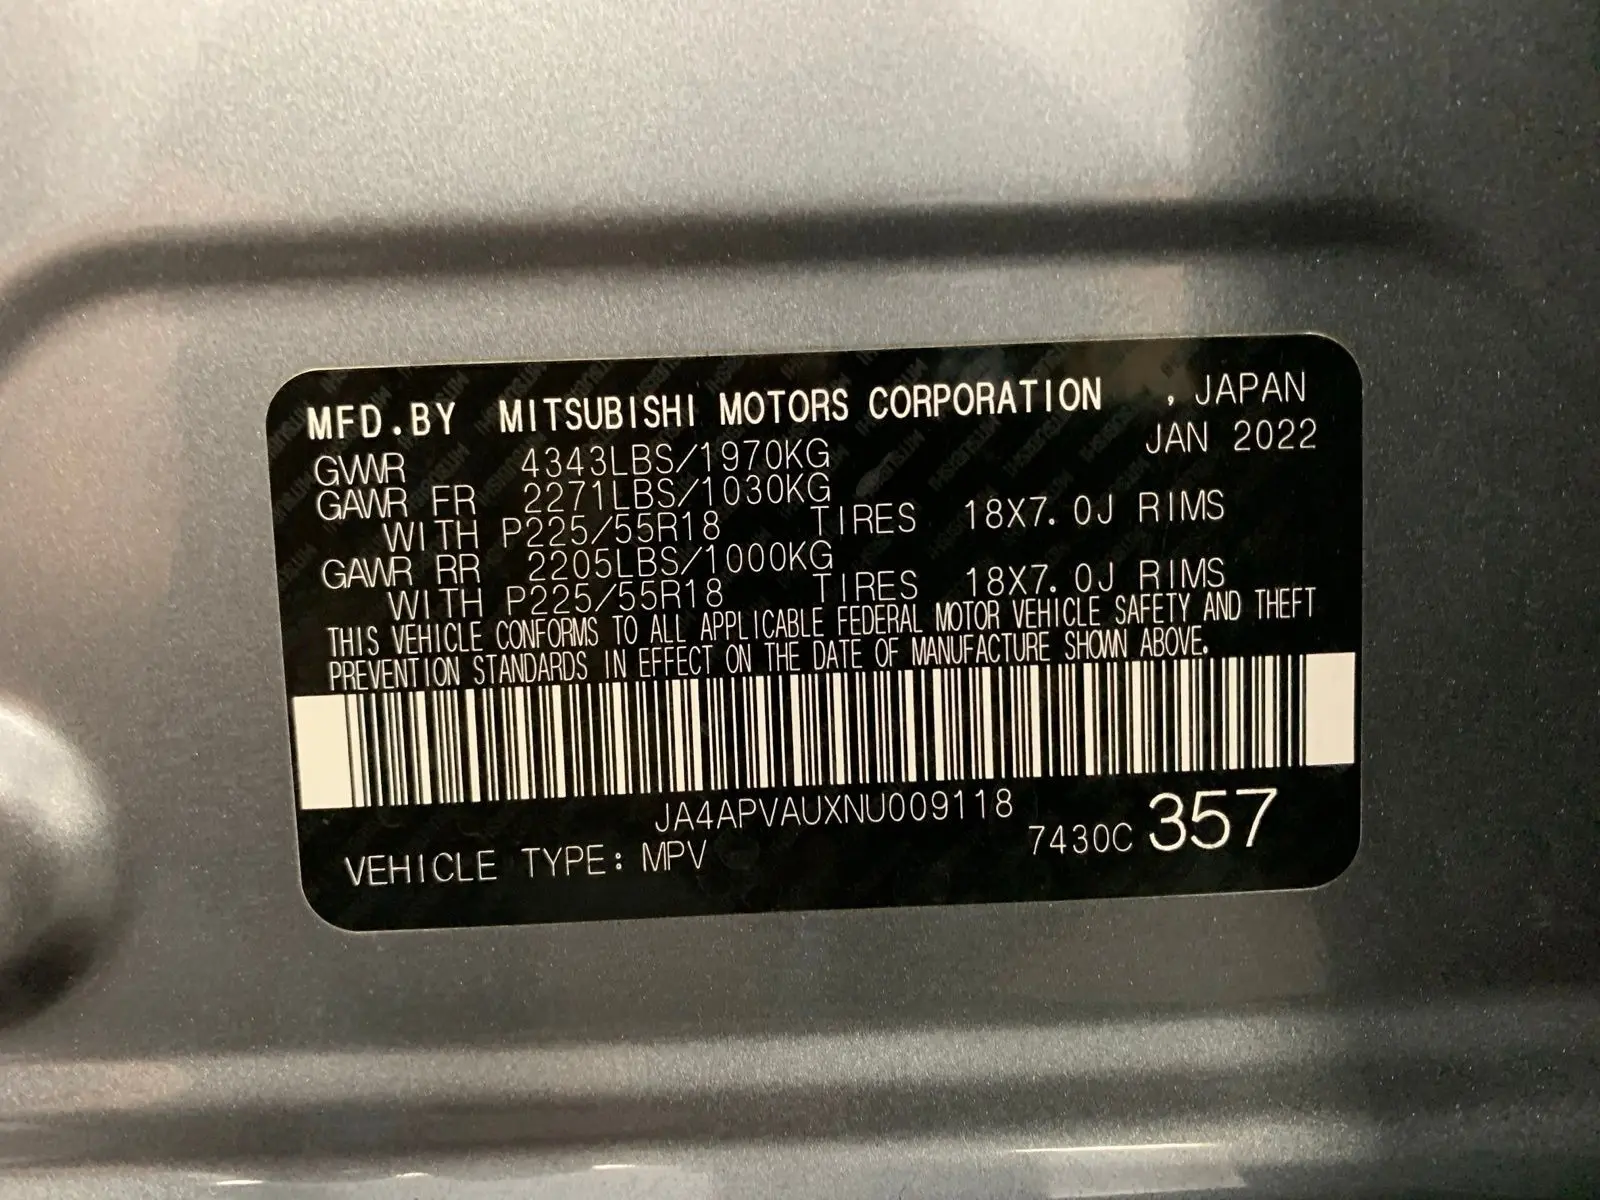 MFD.BY MITSUBISHI MOTORS CORPORATION , JAPAN
JAN 2022
GVWR 4343LBS/1970KG
GAWR FR 2271LBS/1030KG
WITH P225/55R18 TIRES 18X7.0J RIMS
GAWR RR 2205LBS/1000KG
WITH P225/55R18 TIRES 18X7.0J RIMS
THIS VEHICLE CONFORMS TO ALL APPLICABLE FEDERAL MOTOR VEHICLE SAFETY AND THEFT
PREVENTION STANDARDS IN EFFECT ON THE DATE OF MANUFACTURE SHOWN ABOVE.
JA4APVAUXNU009118
7430C 357
VEHICLE TYPE: MPV